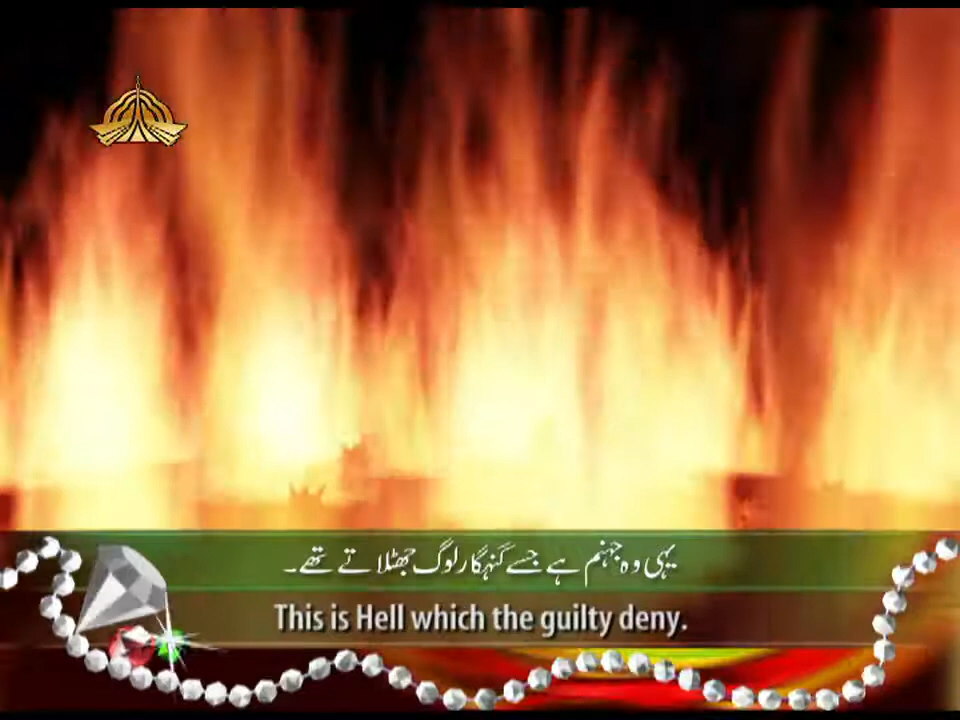 یہی وہ جہنم ہے جسے گنہگار لوگ جھٹلاتے تھے۔
This is Hell which the guilty deny.